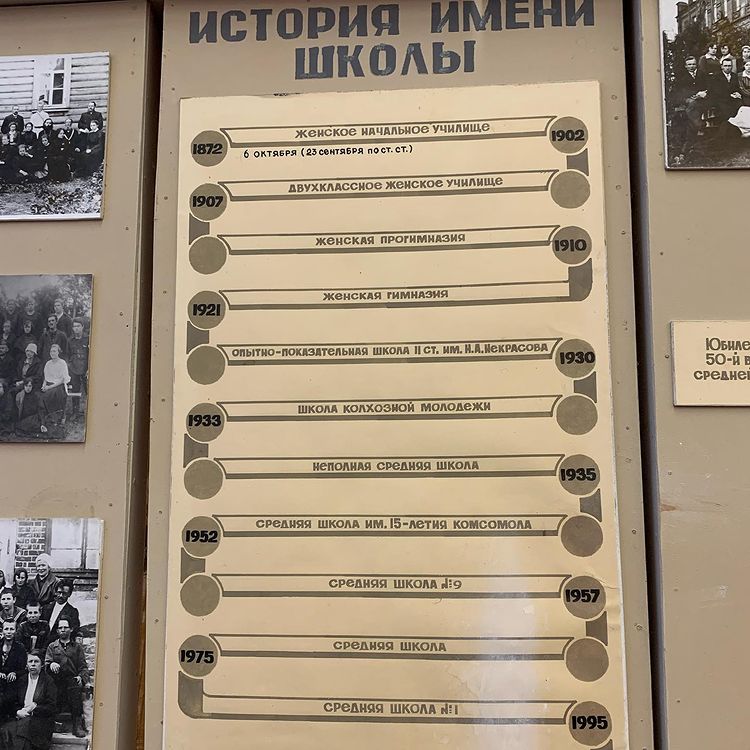 ИСТОРИЯ ИМЕНИ
ШКОЛЫ
ЖЕНСКОЕ НАЧАЛЬНОЕ УЧИЛИЩЕ
1872
1902
6 ОКТЯБРЯ (23 СЕНТЯБРЯ ПО СТ. СТ.)
ДВУХКЛАССНОЕ ЖЕНСКОЕ УЧИЛИЩЕ
1907
ЖЕНСКАЯ ПРОГИМНАЗИЯ
1910
ЖЕНСКАЯ ГИМНАЗИЯ
1921
ОПЫТНО-ПОКАЗАТЕЛЬНАЯ ШКОЛА II СТ. ИМ. Н.А.НЕКРАСОВА
1930
ШКОЛА КОЛХОЗНОЙ МОЛОДЕЖИ
1933
НЕПОЛНАЯ СРЕДНЯЯ ШКОЛА
1935
СРЕДНЯЯ ШКОЛА ИМ. 15-ЛЕТИЯ КОМСОМОЛА
1952
СРЕДНЯЯ ШКОЛА №9
1957
СРЕДНЯЯ ШКОЛА
1975
СРЕДНЯЯ ШКОЛА №1
1995
50-й
средней